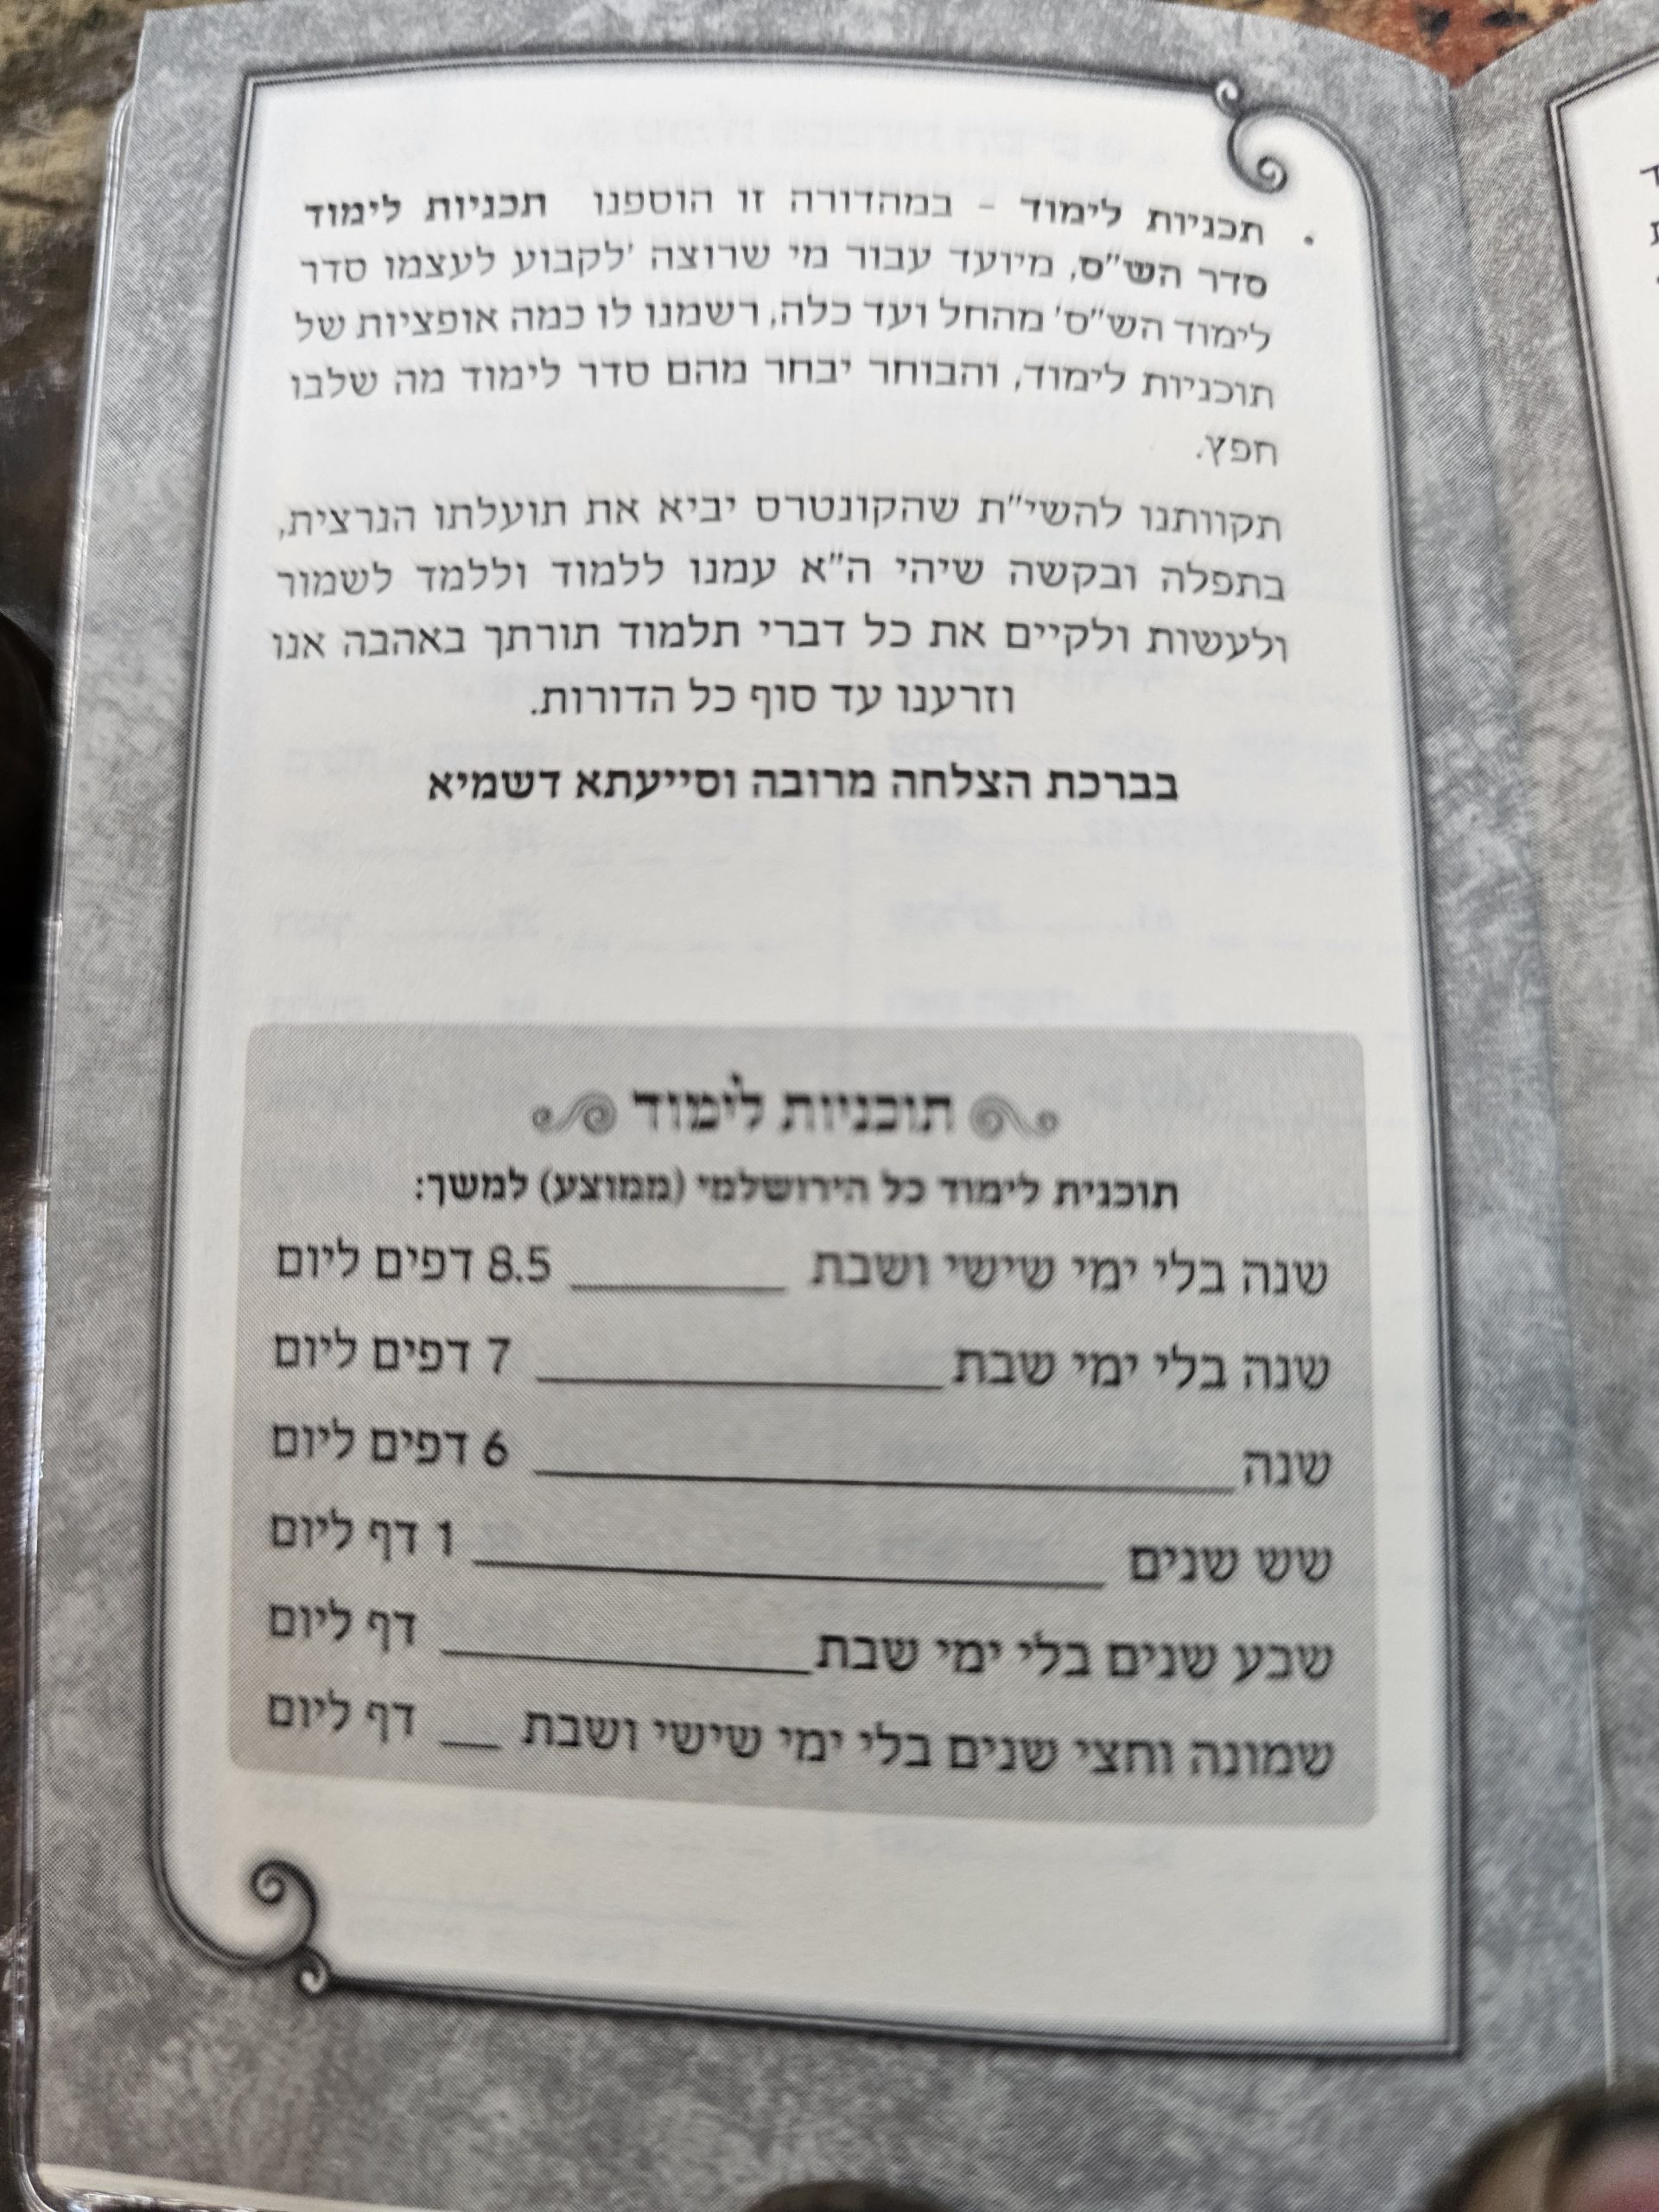 • תכניות לימוד - במהדורה זו הוספנו תכניות לימוד
סדר הש"ס, מיועד עבור מי שרוצה 'לקבוע לעצמו סדר
לימוד הש"ס' מהחל ועד כלה, רשמנו לו כמה אופציות של
תוכניות לימוד, והבוחר יבחר מהם סדר לימוד מה שלבו
חפץ.
תקוותנו להשי"ת שהקונטרס יביא את תועלתו הנרצית,
בתפלה ובקשה שיהי ה"א עמנו ללמוד וללמד לשמור
ולעשות ולקיים את כל דברי תלמוד תורתך באהבה אנו
וזרענו עד סוף כל הדורות.
בברכת הצלחה מרובה וסייעתא דשמיא
תוכניות לימוד
תוכנית לימוד כל הירושלמי (ממוצע) למשך:
שנה בלי ימי שישי ושבת ________ 8.5 דפים ליום
שנה בלי ימי שבת ________ 7 דפים ליום
שנה ________ 6 דפים ליום
שש שנים ________ 1 דף ליום
שבע שנים בלי ימי שבת ________ דף ליום
שמונה וחצי שנים בלי ימי שישי ושבת __ דף ליום